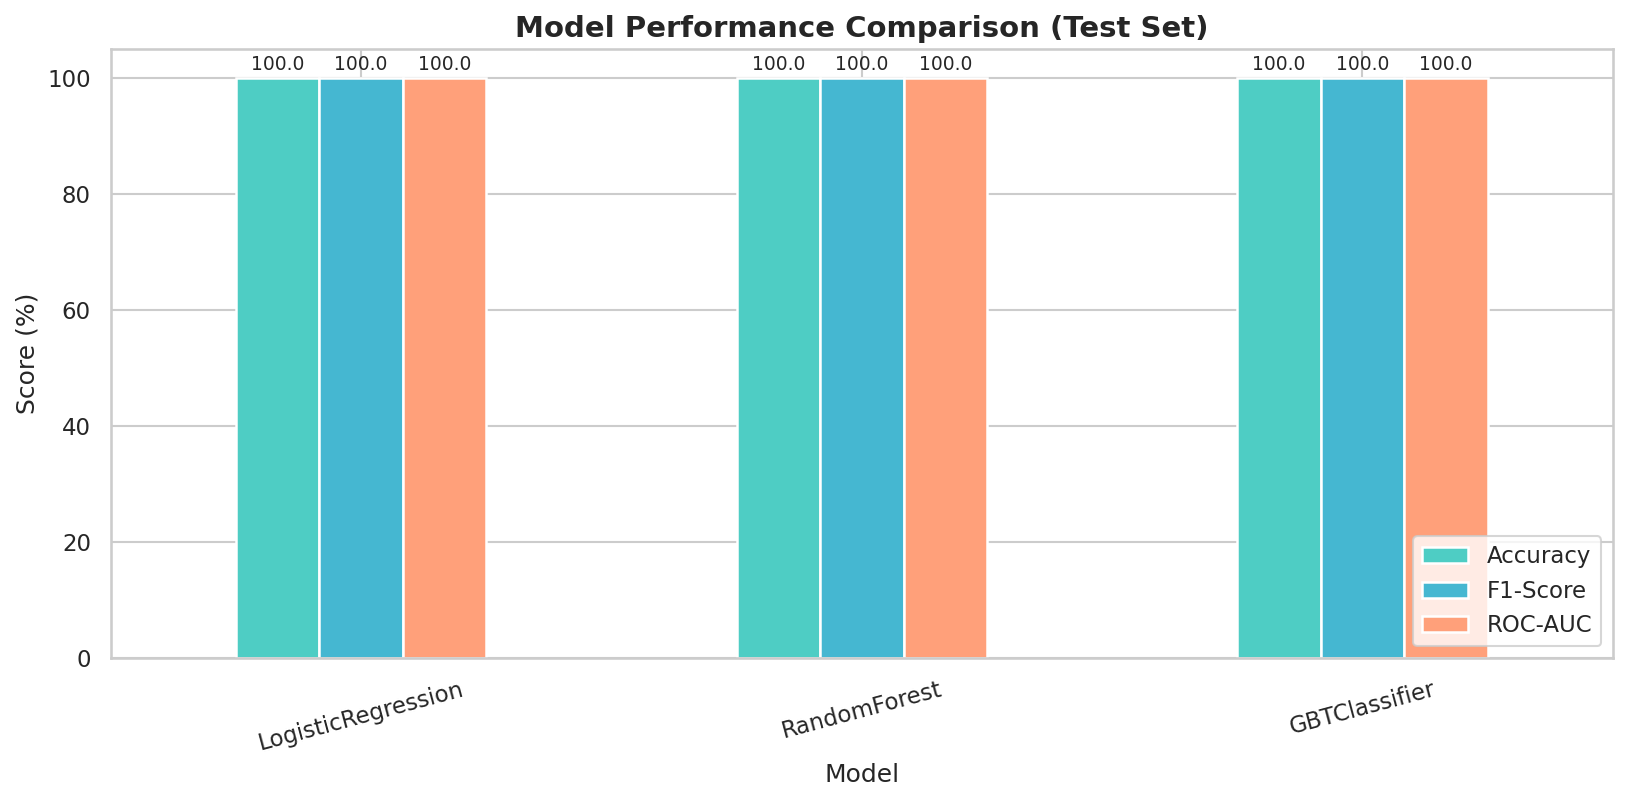 Model Performance Comparison (Test Set)
100.0 100.0 100.0 100.0 100.0 100.0 100.0 100.0 100.0
100
80
60
40
20
0
Score (%)
Accuracy
F1-Score
ROC-AUC
LogisticRegression RandomForest GBTClassifier
Model